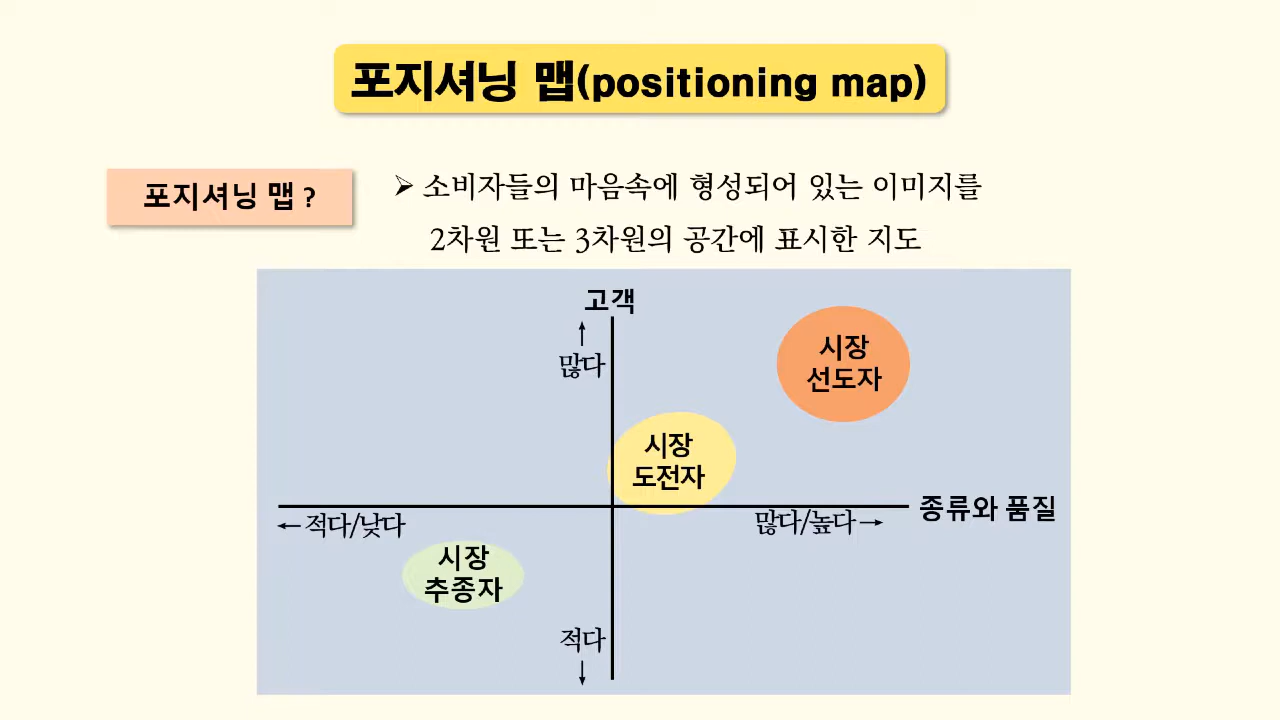 포지셔닝 맵(positioning map)
포지셔닝 맵 ?
➢ 소비자들의 마음속에 형성되어 있는 이미지를
2차원 또는 3차원의 공간에 표시한 지도
고객
↑
많다
시장
선도자
시장
도전자
종류와 품질
←적다/낮다
많다/높다→
시장
추종자
적다
↓